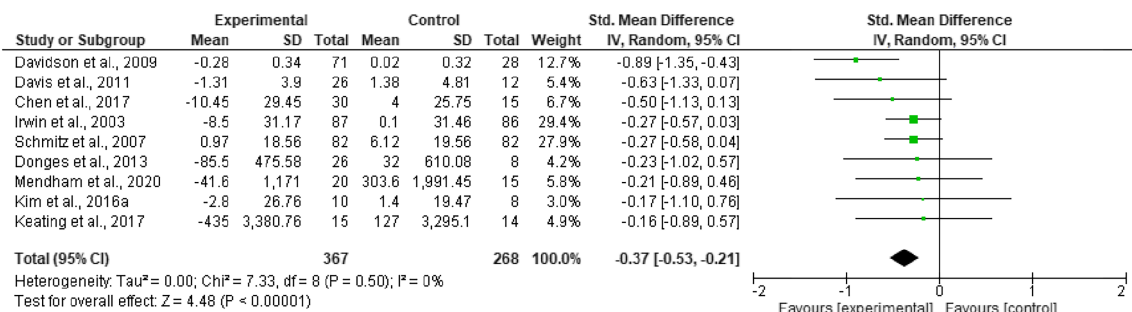 Experimental Control Std. Mean Difference Std. Mean Difference
Study or Subgroup Mean SD Total Mean SD Total Weight IV, Random, 95% CI IV, Random, 95% CI
Davidson et al., 2009 -0.28 0.34 71 0.02 0.32 28 12.7% -0.89 [-1.35, -0.43]
Davis et al., 2011 -1.31 3.9 26 1.38 4.81 12 5.4% -0.63 [-1.33, 0.07]
Chen et al., 2017 -10.45 29.45 30 4 25.75 15 6.7% -0.50 [-1.13, 0.13]
Irwin et al., 2003 -8.5 31.17 87 0.1 31.46 86 29.4% -0.27 [-0.57, 0.03]
Schmitz et al., 2007 0.97 18.56 82 6.12 19.56 82 27.9% -0.27 [-0.58, 0.04]
Donges et al., 2013 -85.5 475.58 26 32 610.08 8 4.2% -0.23 [-1.02, 0.57]
Mendham et al., 2020 -41.6 1,171 20 303.6 1,991.45 15 5.8% -0.21 [-0.89, 0.46]
Kim et al., 2016a -2.8 26.76 10 1.4 19.47 8 3.0% -0.17 [-1.10, 0.76]
Keating et al., 2017 -435 3,380.76 15 127 3,295.1 14 4.9% -0.16 [-0.89, 0.57]
Total (95% CI) 367 268 100.0% -0.37 [-0.53, -0.21]
Heterogeneity: Tau² = 0.00; Chi² = 7.33, df = 8 (P = 0.50); I² = 0%
Test for overall effect: Z = 4.48 (P < 0.00001)
-2 -1 0 1 2
Favours [experimental] Favours [control]